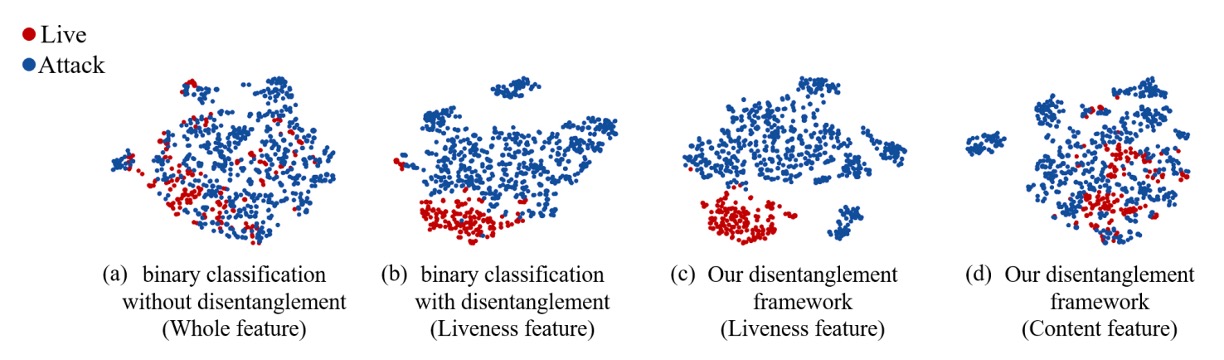 Live
Attack
(a) binary classification
without disentanglement
(Whole feature)
(b) binary classification
with disentanglement
(Liveness feature)
(c) Our disentanglement
framework
(Liveness feature)
(d) Our disentanglement
framework
(Content feature)